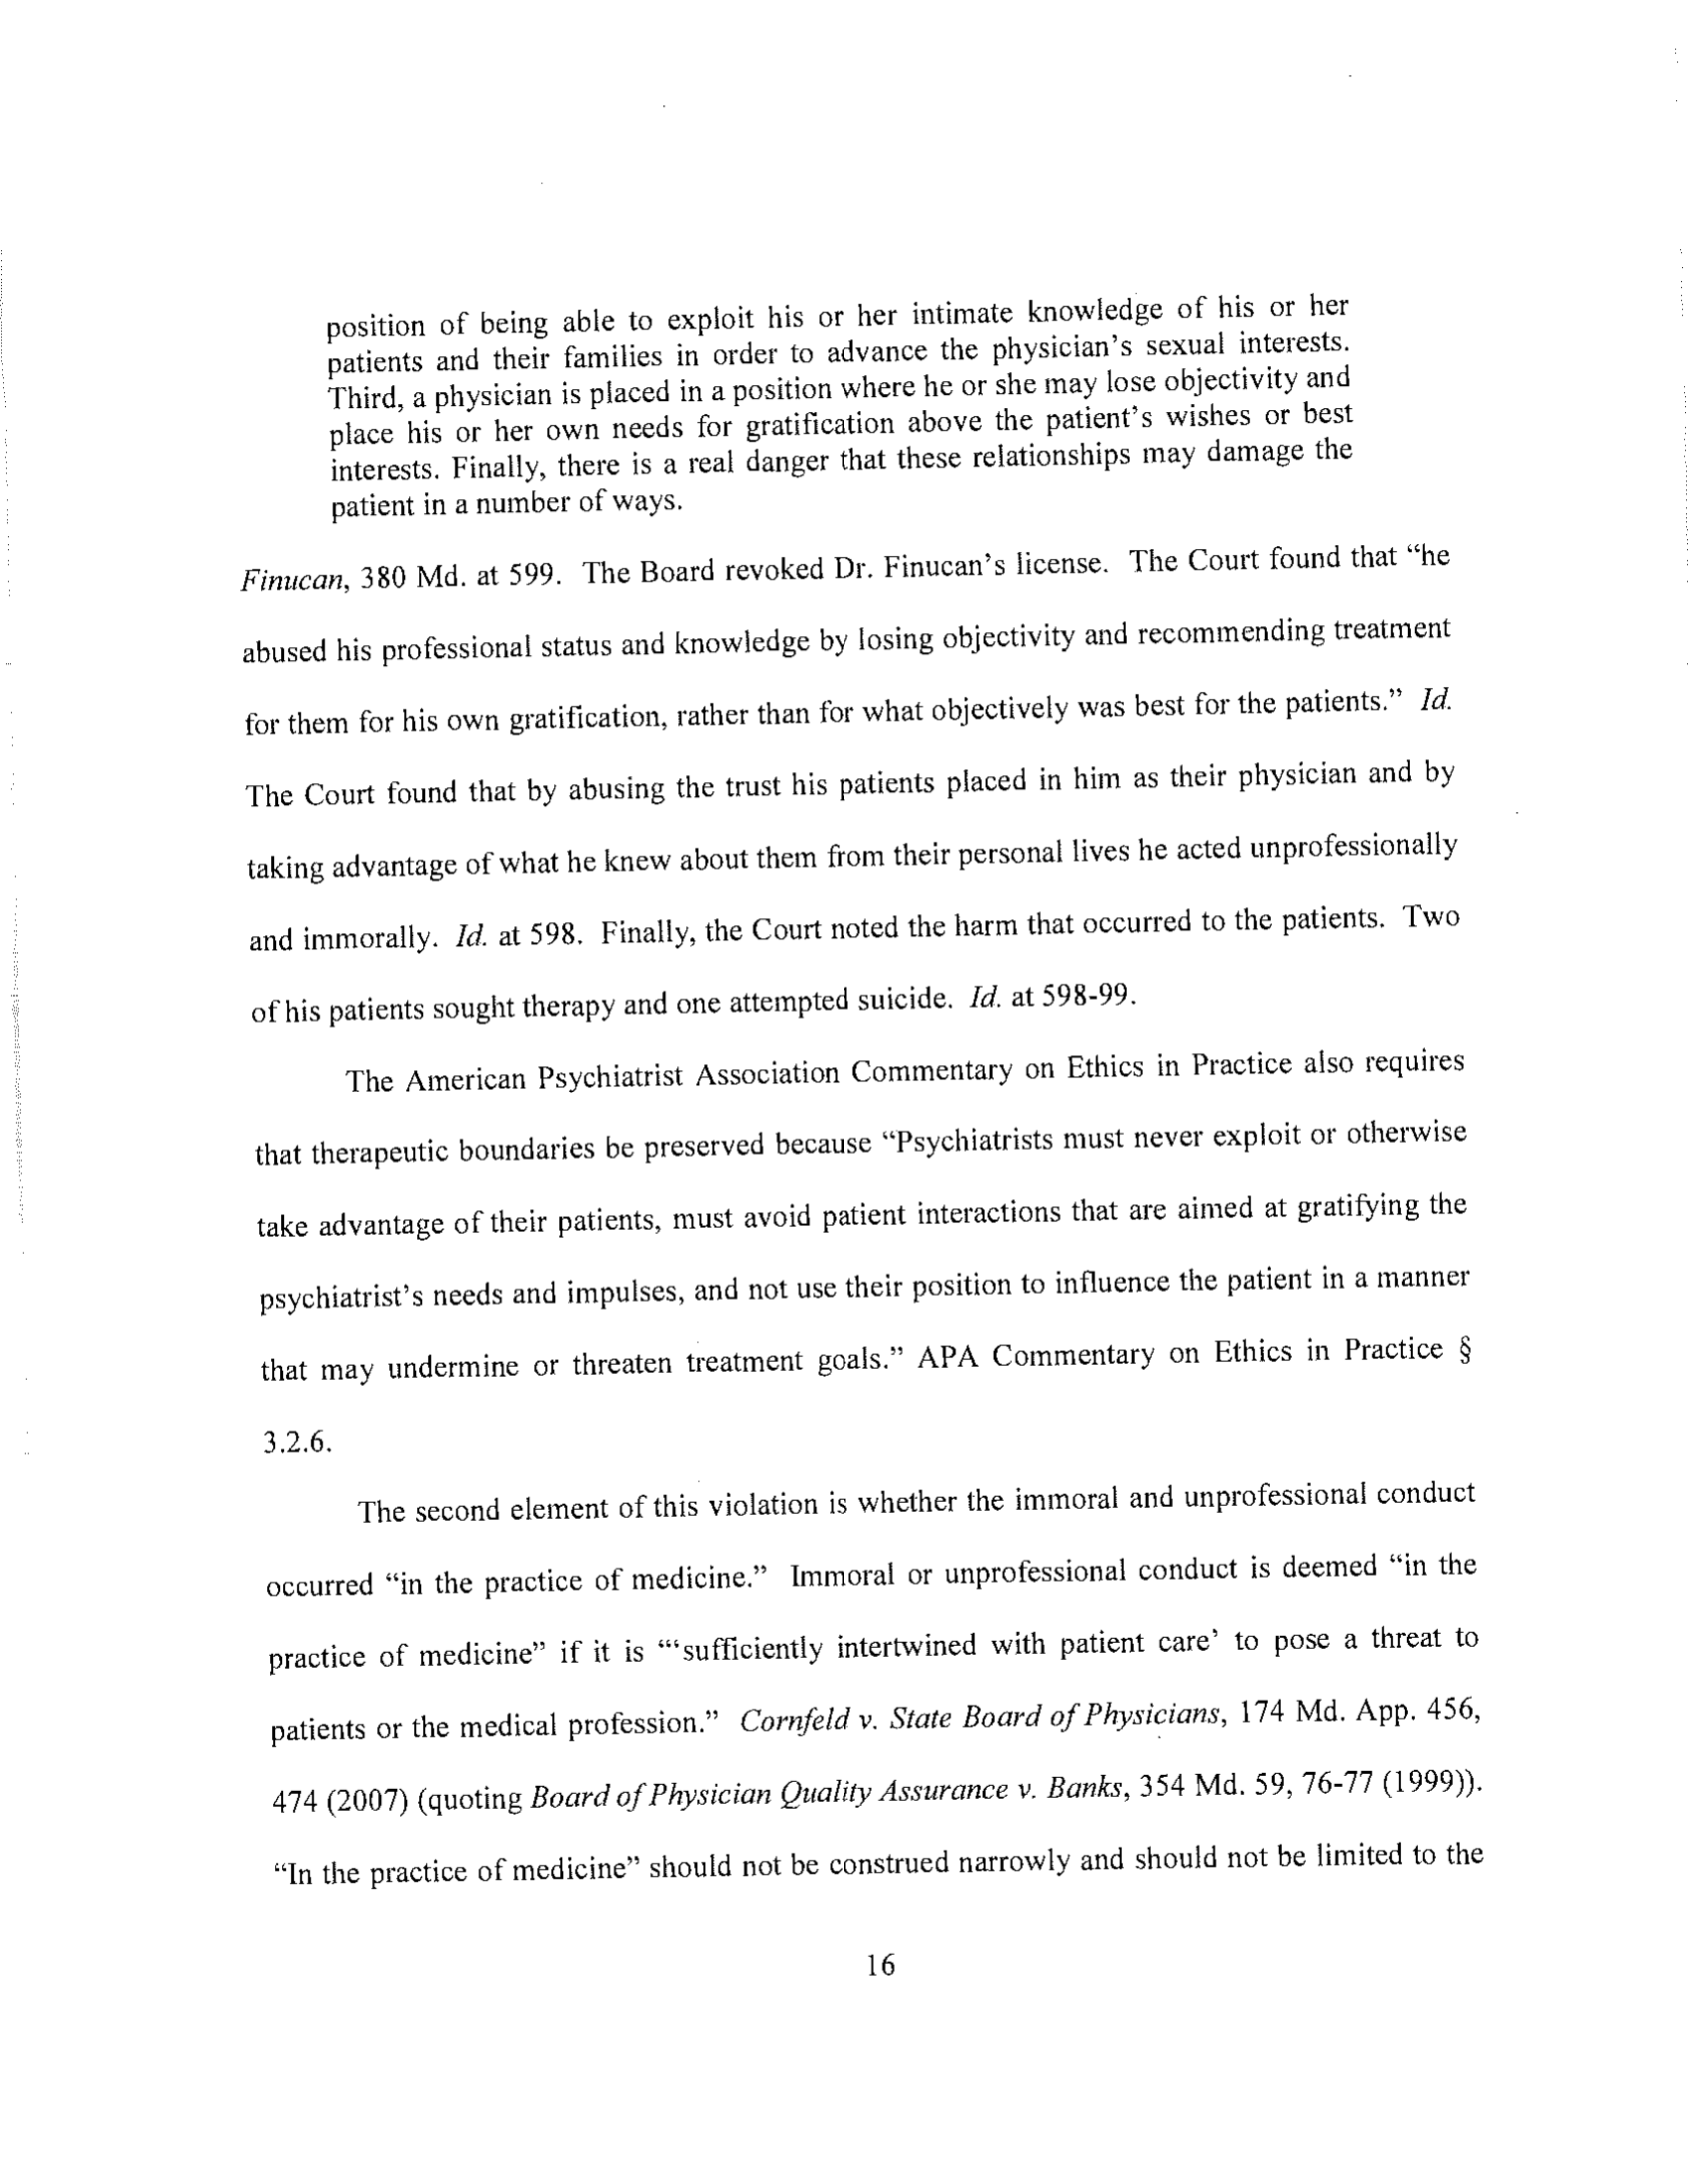 position of being able to exploit his or her intimate knowledge of his or her
patients and their families in order to advance the physician's sexual interests.
Third, a physician is placed in a position where he or she may lose objectivity and
place his or her own needs for gratification above the patient's wishes or best
interests. Finally, there is a real danger that these relationships may damage the
patient in a number of ways.
Finucan, 380 Md. at 599. The Board revoked Dr. Finucan's license. The Court found that “he
abused his professional status and knowledge by losing objectivity and recommending treatment
for them for his own gratification, rather than for what objectively was best for the patients.” Id.
The Court found that by abusing the trust his patients placed in him as their physician and by
taking advantage of what he knew about them from their personal lives he acted unprofessionally
and immorally. Id. at 598. Finally, the Court noted the harm that occurred to the patients. Two
of his patients sought therapy and one attempted suicide. Id. at 598-99.
The American Psychiatrist Association Commentary on Ethics in Practice also requires
that therapeutic boundaries be preserved because “Psychiatrists must never exploit or otherwise
take advantage of their patients, must avoid patient interactions that are aimed at gratifying the
psychiatrist's needs and impulses, and not use their position to influence the patient in a manner
that may undermine or threaten treatment goals.” APA Commentary on Ethics in Practice §
3.2.6.
The second element of this violation is whether the immoral and unprofessional conduct
occurred “in the practice of medicine.” Immoral or unprofessional conduct is deemed “in the
practice of medicine” if it is “‘sufficiently intertwined with patient care’ to pose a threat to
patients or the medical profession.” Cornfeld v. State Board of Physicians, 174 Md. App. 456,
474 (2007) (quoting Board of Physician Quality Assurance v. Banks, 354 Md. 59, 76-77 (1999)).
“In the practice of medicine” should not be construed narrowly and should not be limited to the
16